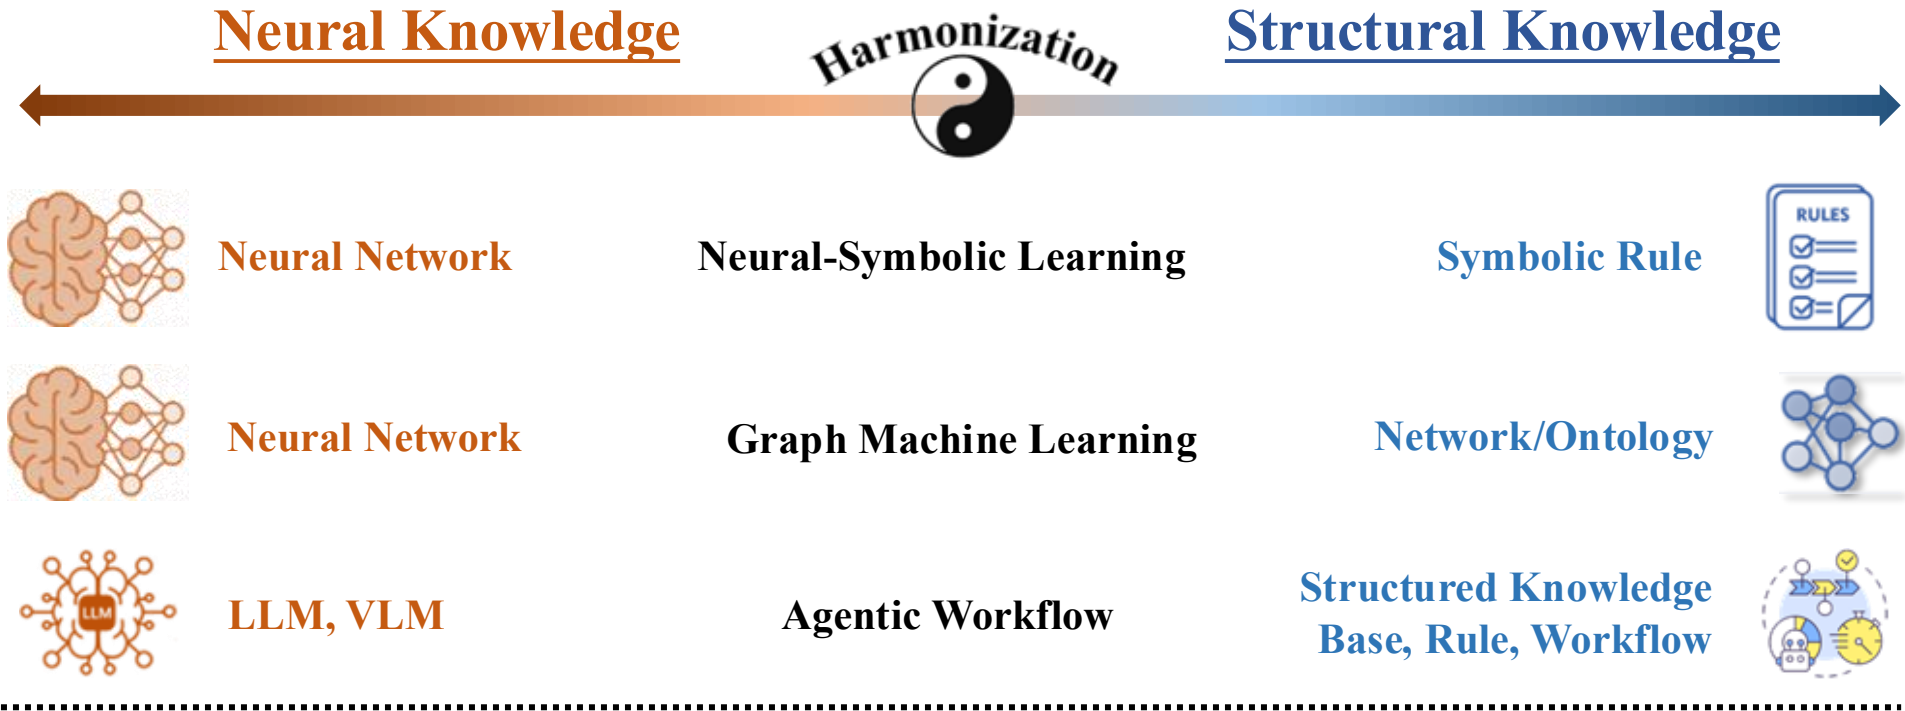 Neural Knowledge
Harmonization
Structural Knowledge
Neural Network
Neural-Symbolic Learning
Symbolic Rule
RULES
Neural Network
Graph Machine Learning
Network/Ontology
LLM
LLM, VLM
Agentic Workflow
Structured Knowledge
Base, Rule, Workflow